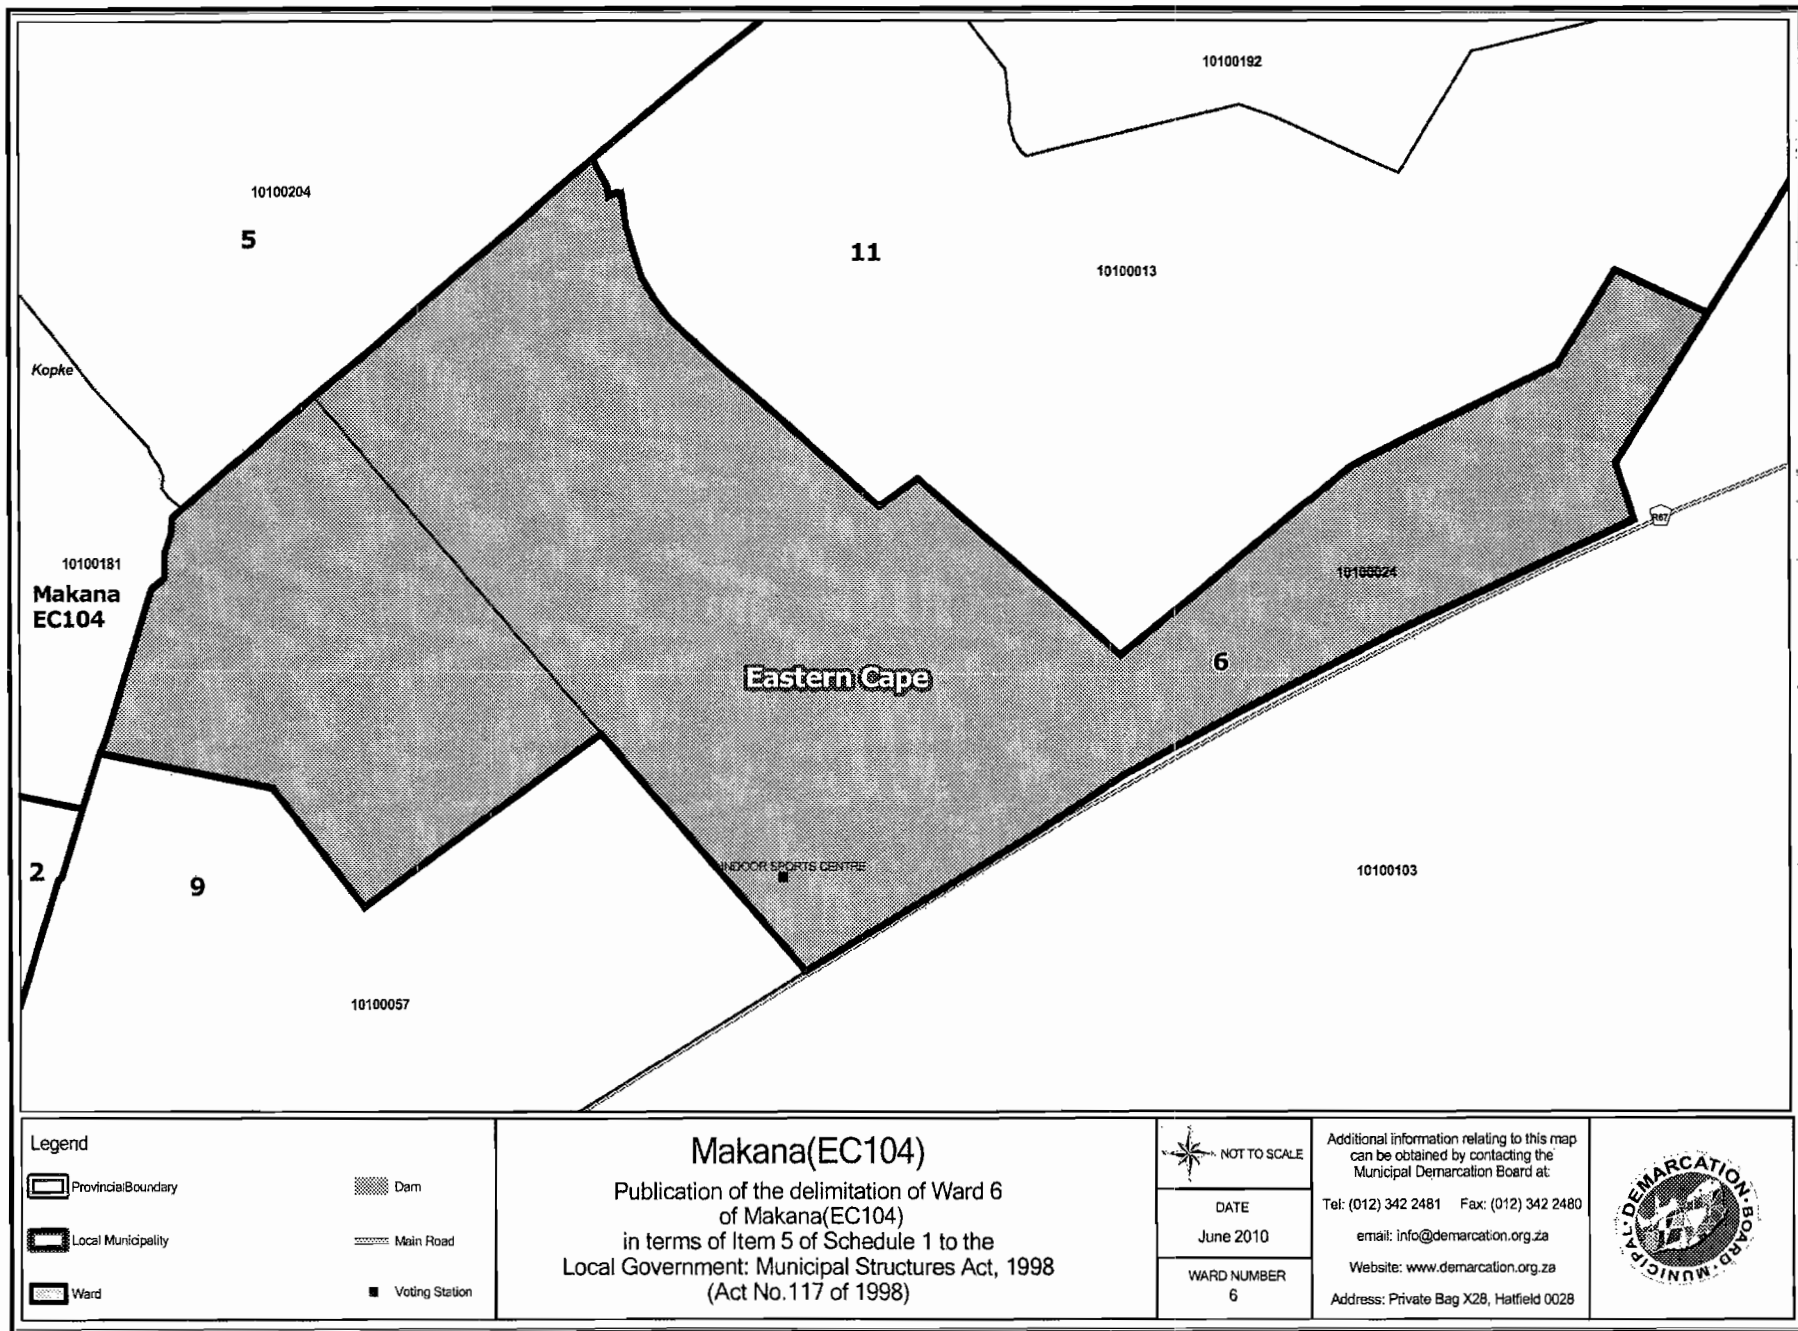 10100192
10100204
5
11
10100013
Kopke
R67
10100181
Makana
EC104
10100024
6
Eastern Cape
INDOOR SPORTS CENTRE
2
9
10100103
10100057
Legend
ProvincialBoundary
Local Municipality
Ward
Dam
Main Road
Voting Station
Makana(EC104)
Publication of the delimitation of Ward 6
of Makana(EC104)
in terms of Item 5 of Schedule 1 to the
Local Government: Municipal Structures Act, 1998
(Act No.117 of 1998)
NOT TO SCALE
DATE
June 2010
WARD NUMBER
6
Additional information relating to this map
can be obtained by contacting the
Municipal Demarcation Board at:
Tel: (012) 342 2481 Fax: (012) 342 2480
email: info@demarcation.org.za
Website: www.demarcation.org.za
Address: Private Bag X28, Hatfield 0028
MUNICIPAL • DEMARCATION • BOARD •